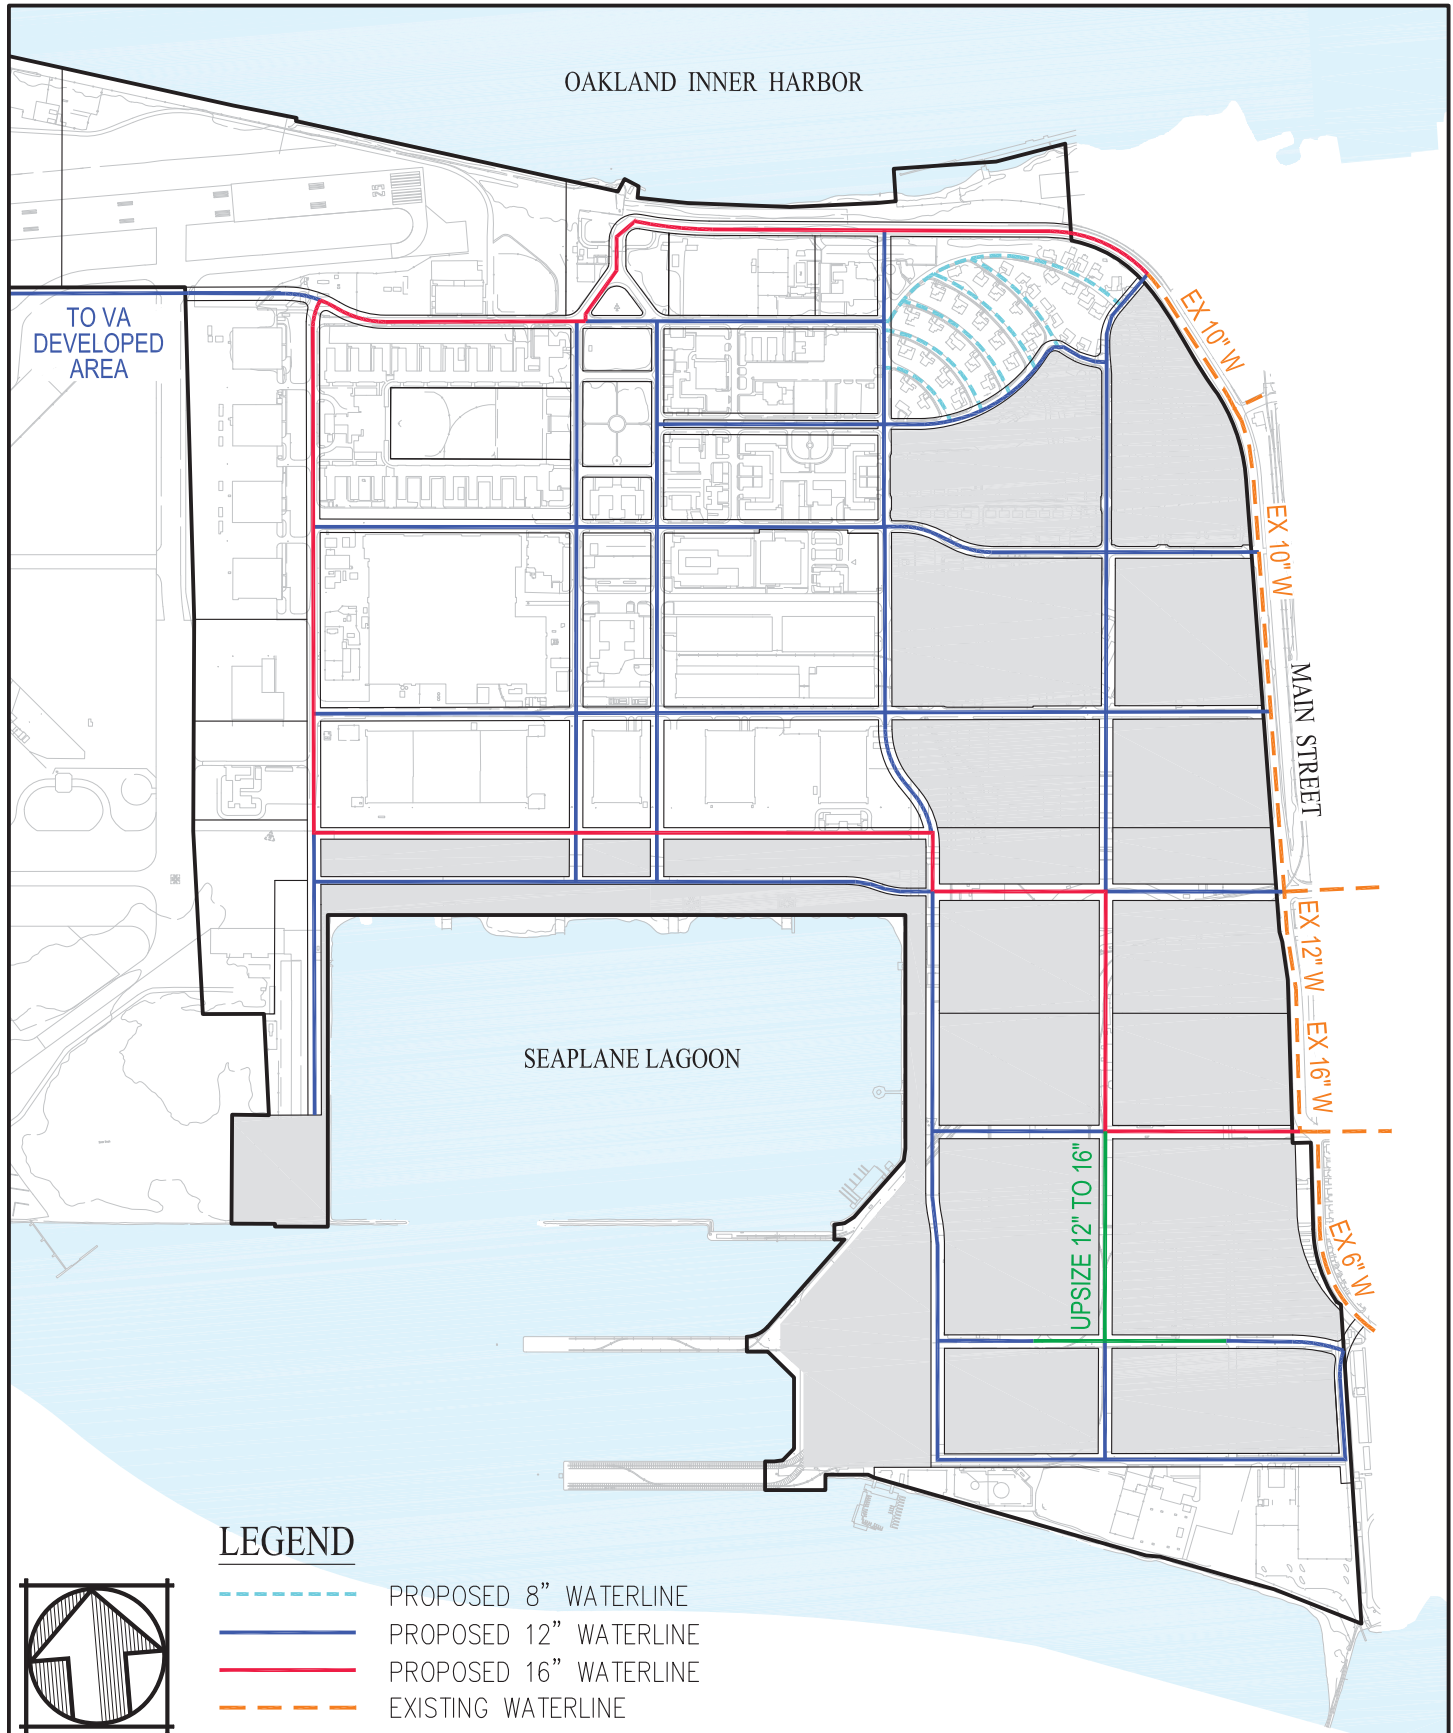 OAKLAND INNER HARBOR
TO VA
DEVELOPED
AREA
EX 10" W
EX 10" W
MAIN STREET
EX 12" W
EX 16" W
SEAPLANE LAGOON
UPSIZE 12" TO 16"
EX 6" W
LEGEND
PROPOSED 8” WATERLINE
PROPOSED 12” WATERLINE
PROPOSED 16” WATERLINE
EXISTING WATERLINE